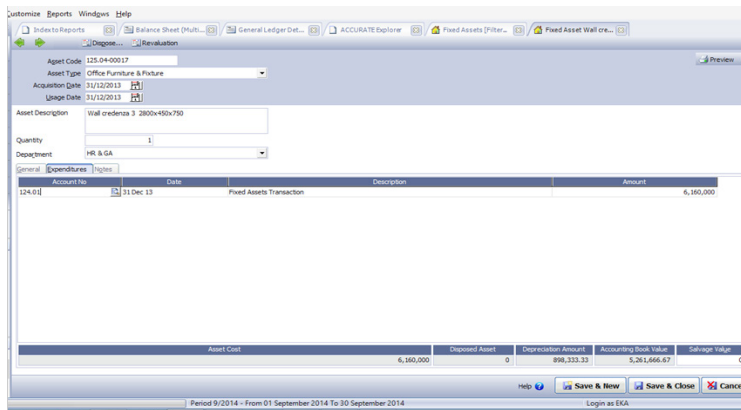 Customize Reports Windows Help
Index to Reports Balance Sheet (Multi... General Ledger Det... ACCURATE Explorer Fixed Assets [Filter... Fixed Asset Wall cre...
Dispose... Revaluation
Asset Code 125.04-00017 Preview
Asset Type Office Furniture & Fixture
Acquisition Date 31/12/2013
Usage Date 31/12/2013
Asset Description Wall credenza 3 2800x450x750
Quantity 1
Department HR & GA
General Expenditures Notes
Account No Date Description Amount
124.01 31 Dec 13 Fixed Assets Transaction 6,160,000
Asset Cost Disposed Asset Depreciation Amount Accounting Book Value Salvage Value
6,160,000 0 898,333.33 5,261,666.67 0
Help Save & New Save & Close Cance
Period 9/2014 - From 01 September 2014 To 30 September 2014 Login as EKA